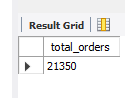 Result Grid
total_orders
21350